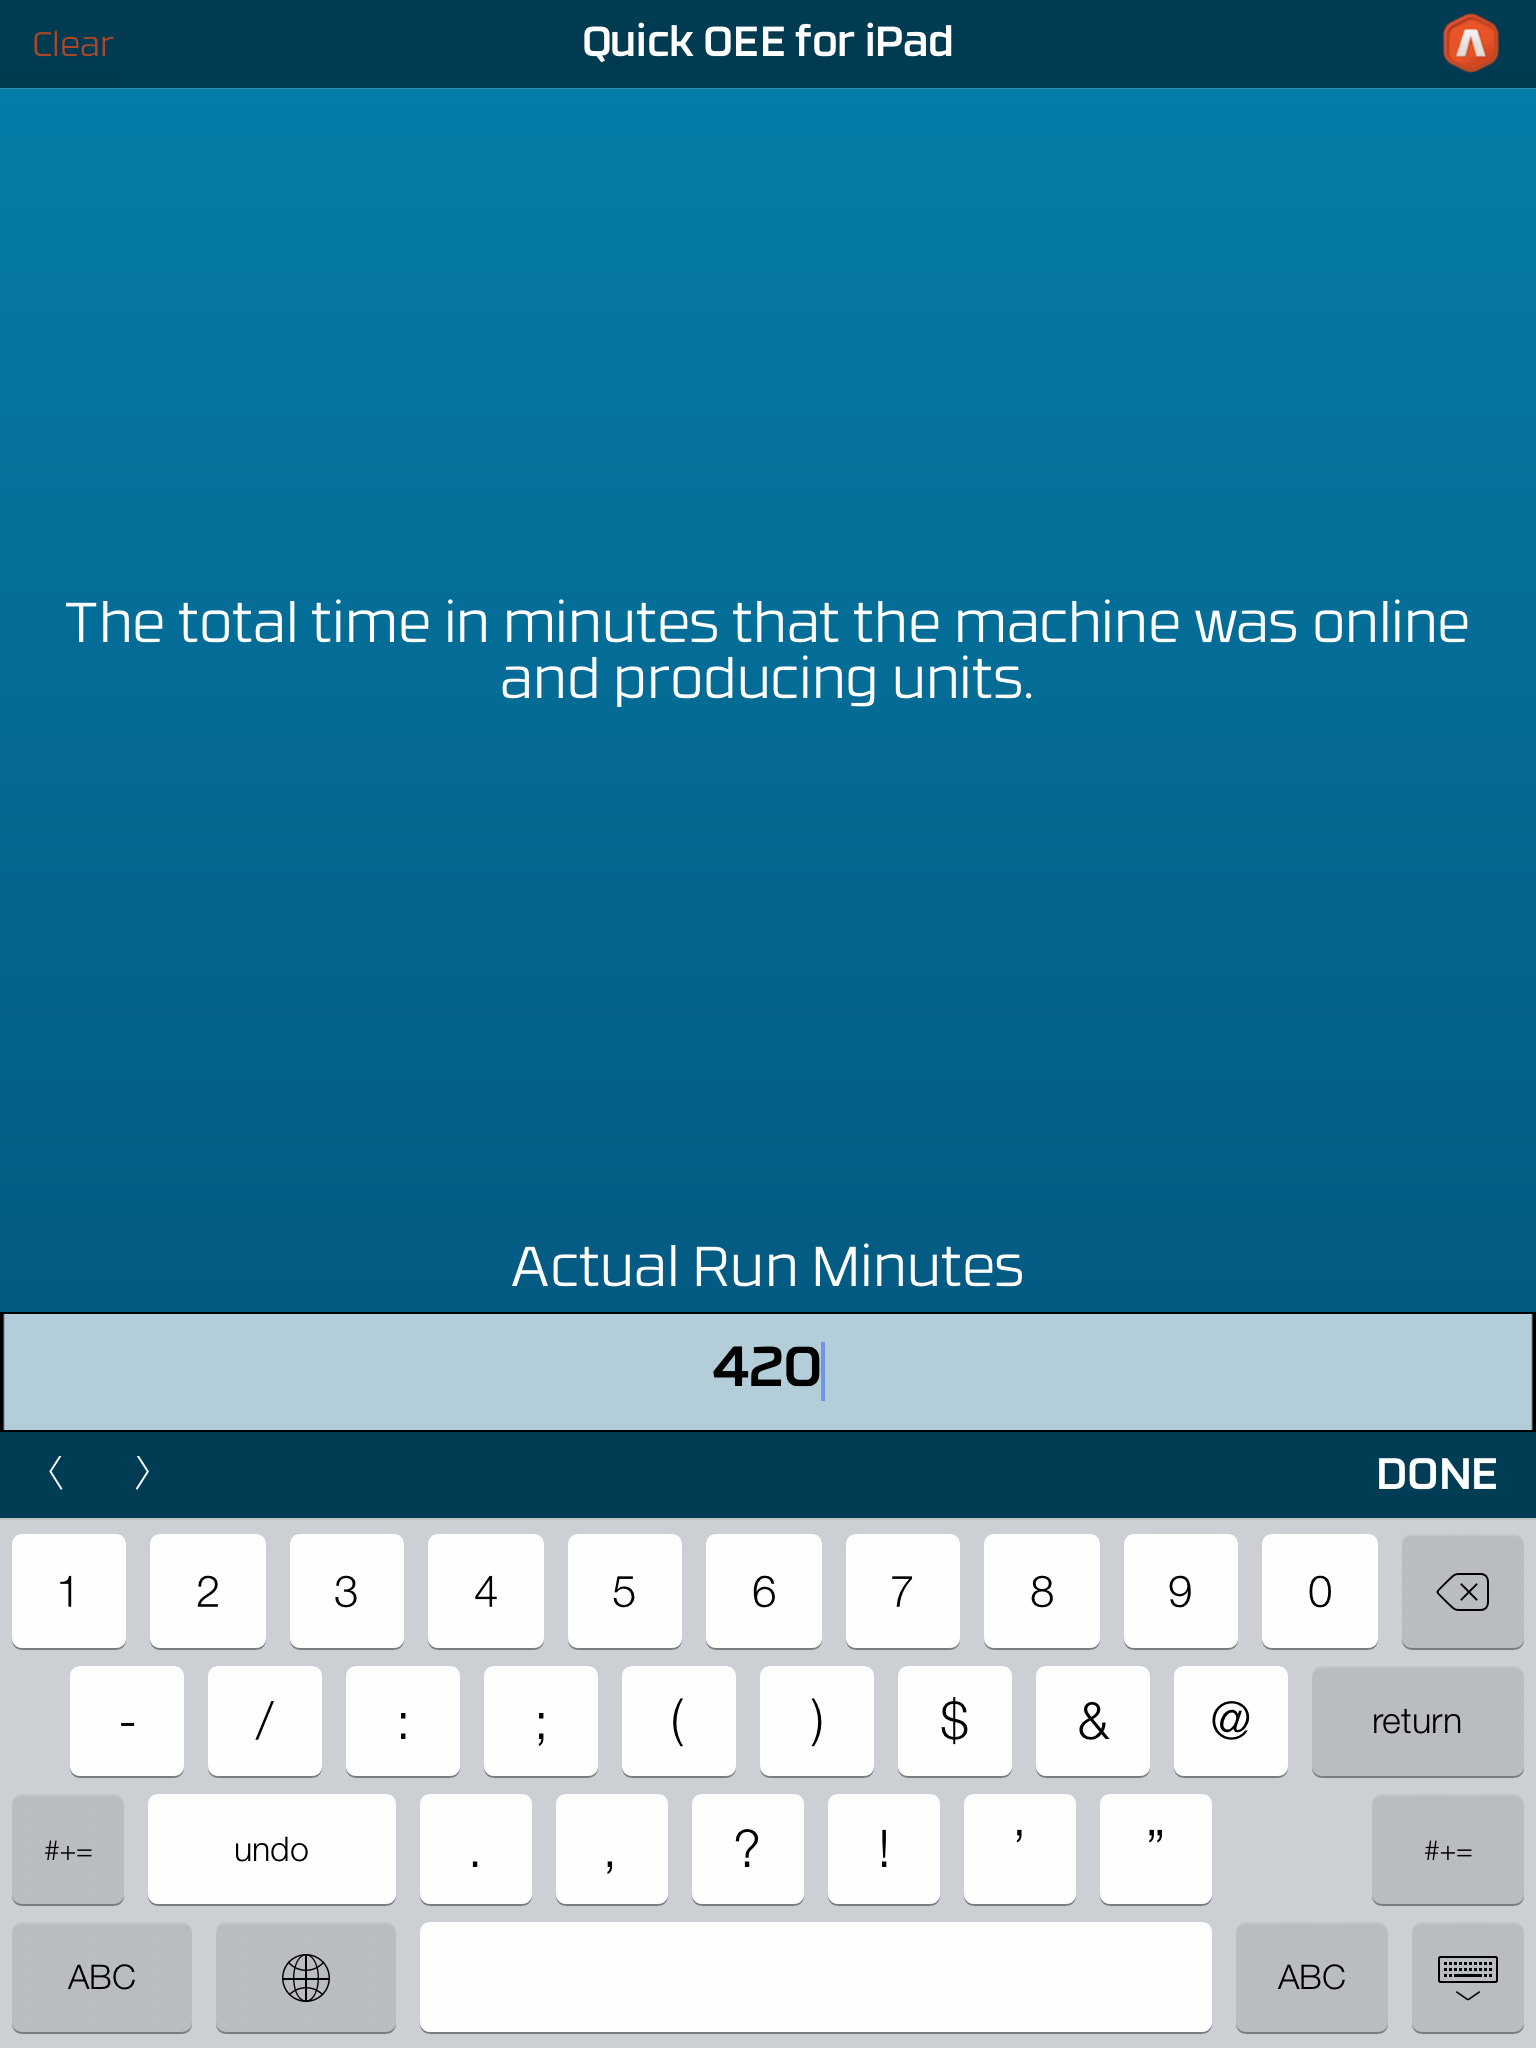 Clear
Quick OEE for iPad
The total time in minutes that the machine was online
and producing units.
Actual Run Minutes
420
DONE
1 2 3 4 5 6 7 8 9 0
- / : ; ( ) $ & @ return
#+= undo . , ? ! ’ ” #+=
ABC ABC